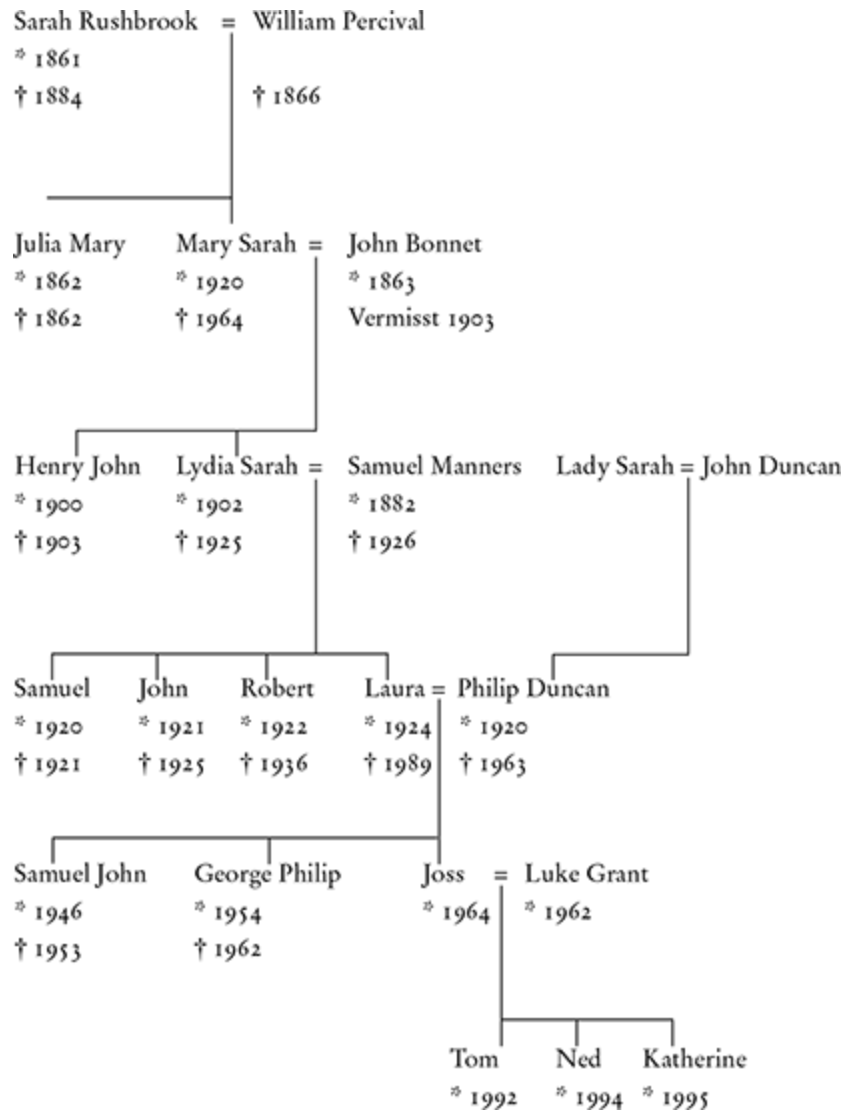 Sarah Rushbrook = William Percival
* 1861
† 1884 † 1866
Julia Mary Mary Sarah = John Bonnet
* 1862 * 1920 * 1863
† 1862 † 1964 Vermisst 1903
Henry John Lydia Sarah = Samuel Manners Lady Sarah = John Duncan
* 1900 * 1902 * 1882
† 1903 † 1925 † 1926
Samuel John Robert Laura = Philip Duncan
* 1920 * 1921 * 1922 * 1924 * 1920
† 1921 † 1925 † 1936 † 1989 † 1963
Samuel John George Philip Joss = Luke Grant
* 1946 * 1954 * 1964 * 1962
† 1953 † 1962
Tom Ned Katherine
* 1992 * 1994 * 1995